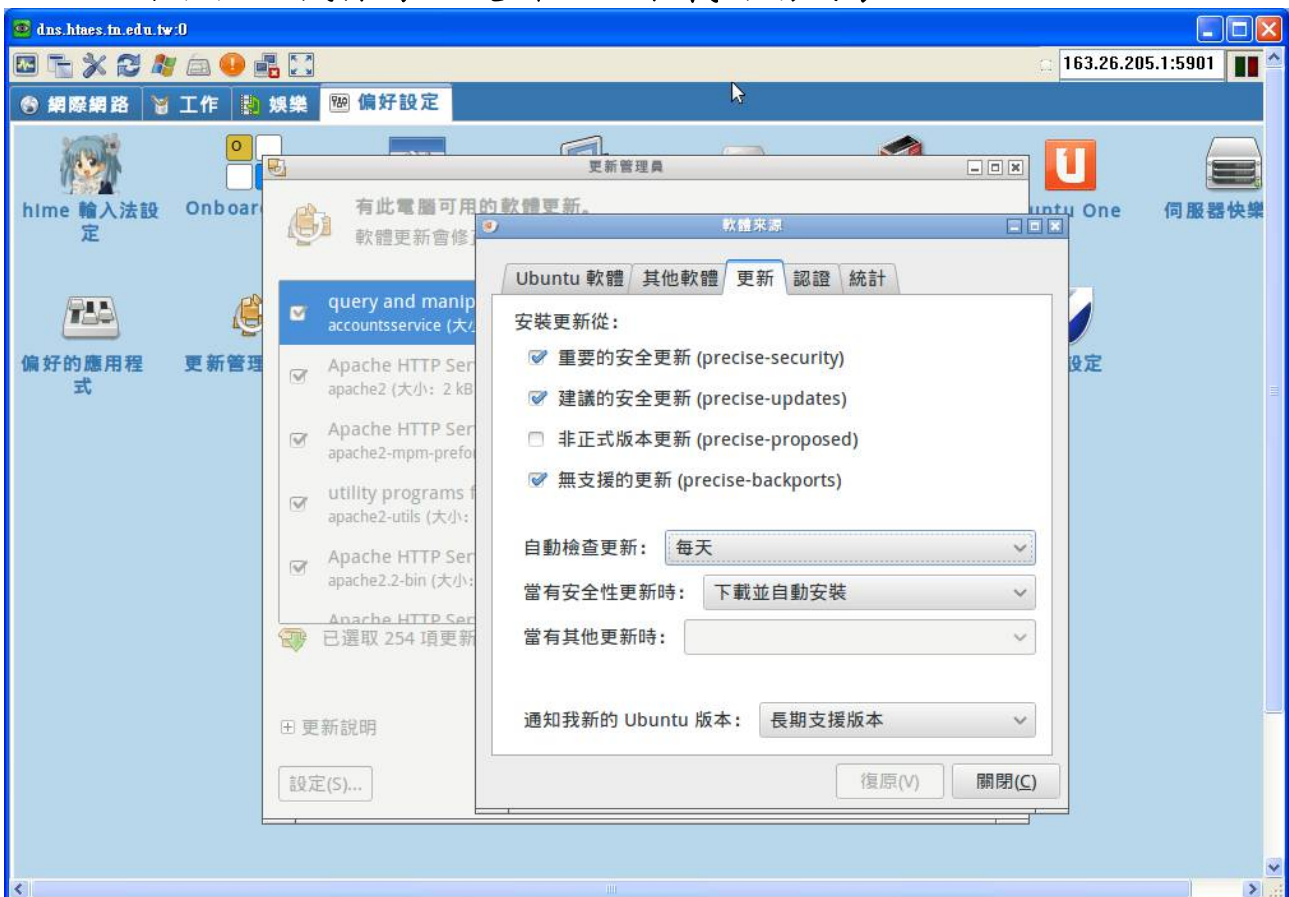 dns.htaes.tn.edu.tw:0
163.26.205.1:5901
網際網路 工作 娛樂 偏好設定
更新管理員
hime 輸入法設定
Onboar
untu One
伺服器快樂
有此電腦可用的軟體更新。
軟體更新會修
軟體來源
Ubuntu 軟體 其他軟體 更新 認證 統計
query and manip
accountsservice (大
安裝更新從：
重要的安全更新 (precise-security)
偏好的應用程式
更新管理
設定
Apache HTTP Ser
apache2 (大小: 2 kB
建議的安全更新 (precise-updates)
Apache HTTP Ser
apache2-mpm-prefo
非正式版本更新 (precise-proposed)
無支援的更新 (precise-backports)
utility programs f
apache2-utils (大小:
Apache HTTP Ser
apache2.2-bin (大小:
自動檢查更新： 每天
當有安全性更新時： 下載並自動安裝
Apache HTTP Ser
已選取 254 項更新
當有其他更新時：
更新說明
通知我新的 Ubuntu 版本： 長期支援版本
設定(S)...
復原(V) 關閉(C)